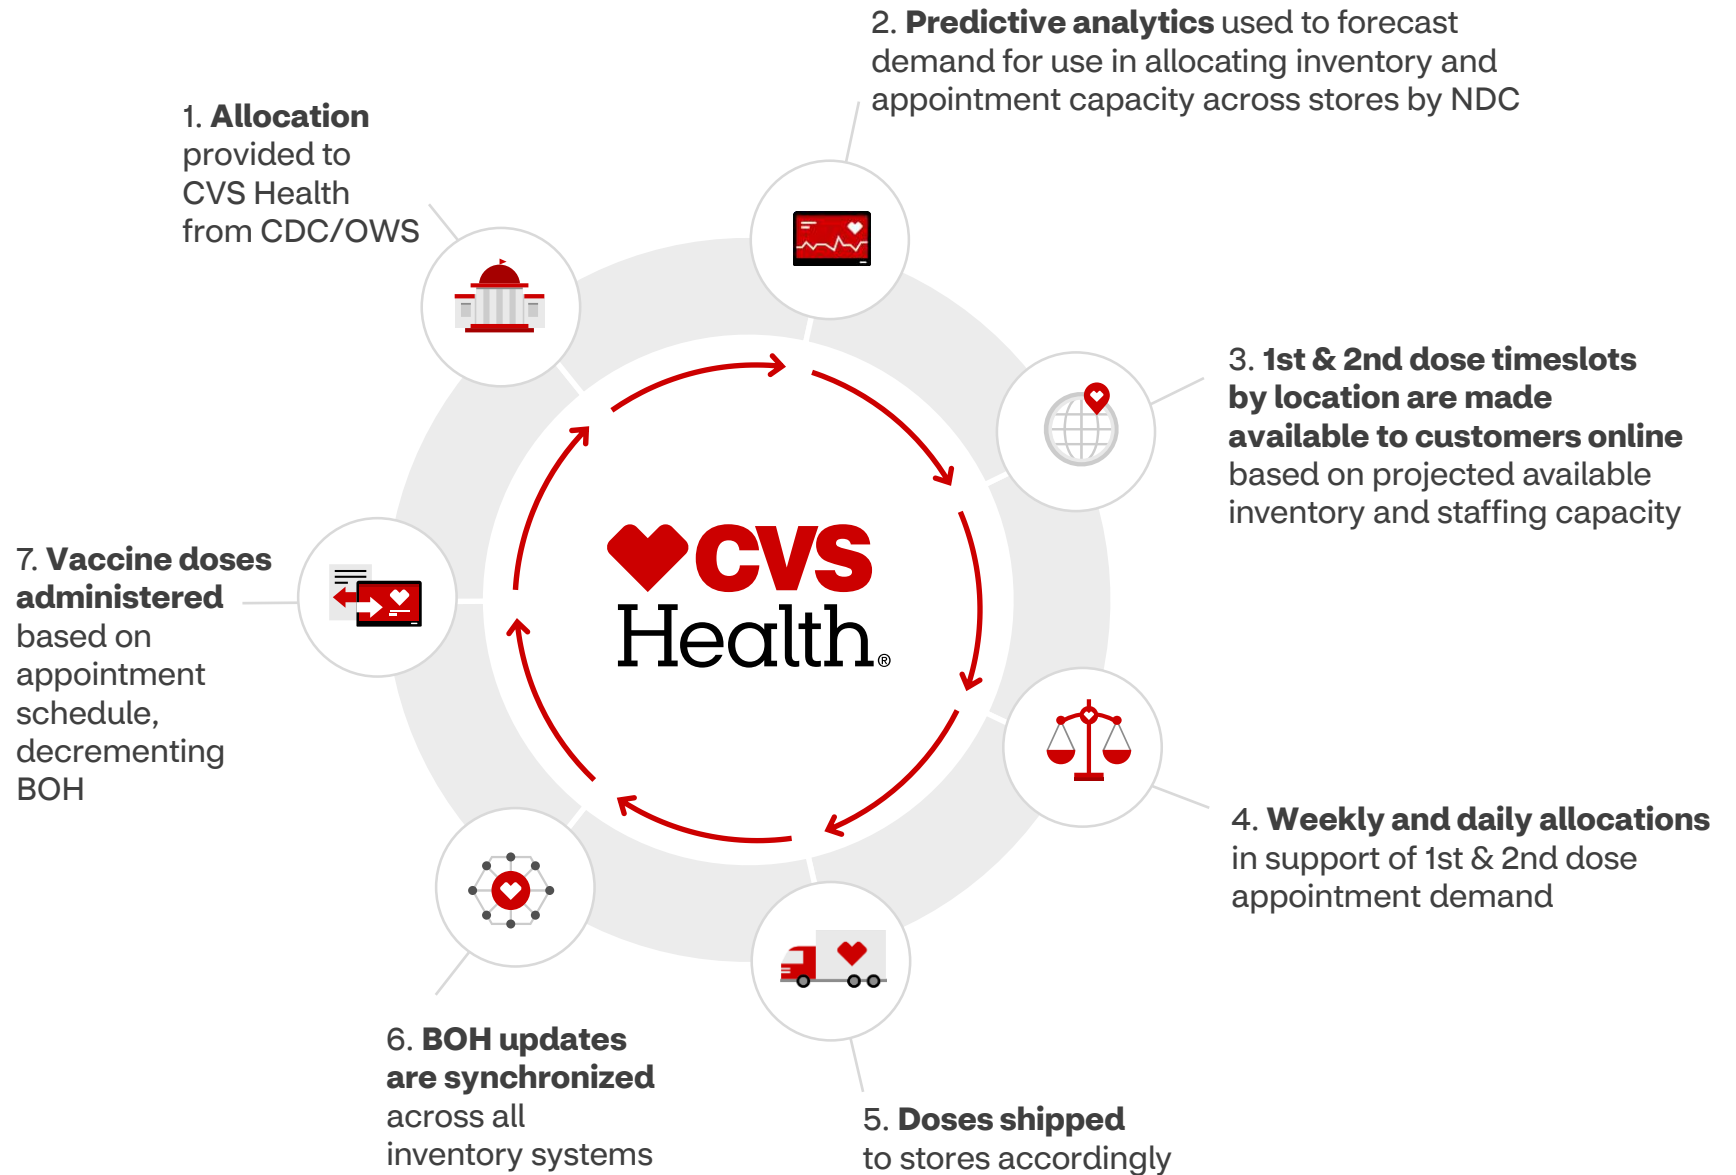 1. Allocation
provided to
CVS Health
from CDC/OWS
2. Predictive analytics used to forecast
demand for use in allocating inventory and
appointment capacity across stores by NDC
3. 1st & 2nd dose timeslots
by location are made
available to customers online
based on projected available
inventory and staffing capacity
4. Weekly and daily allocations
in support of 1st & 2nd dose
appointment demand
5. Doses shipped
to stores accordingly
6. BOH updates
are synchronized
across all
inventory systems
7. Vaccine doses
administered
based on
appointment
schedule,
decrementing
BOH
CVS
Health®